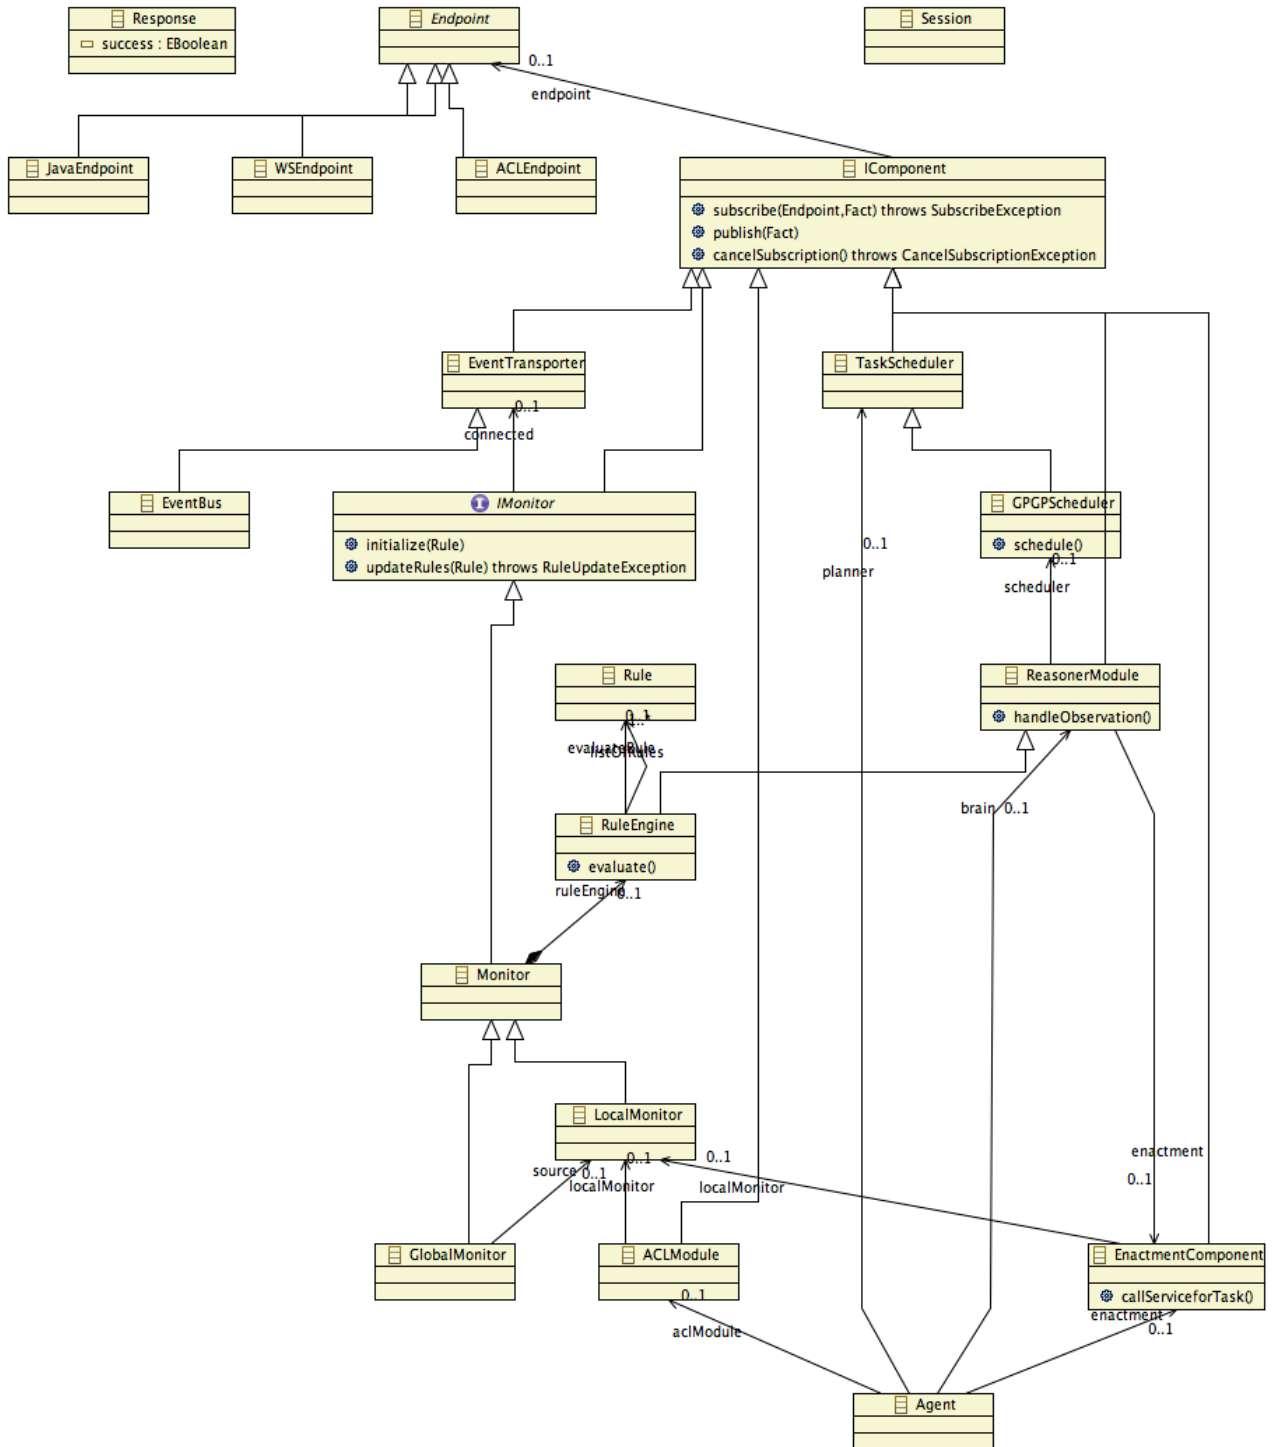 Response
success : EBoolean
Endpoint
Session
0..1
endpoint
JavaEndpoint
WSEndpoint
ACLEndpoint
IComponent
subscribe(Endpoint,Fact) throws SubscribeException
publish(Fact)
cancelSubscription() throws CancelSubscriptionException
EventTransporter
0..1
connected
TaskScheduler
EventBus
IMonitor
initialize(Rule)
updateRules(Rule) throws RuleUpdateException
GPGPScheduler
schedule()
0..1
scheduler
0..1
planner
Rule
0..1
1..*
evaluateRule
listOfRules
ReasonerModule
handleObservation()
brain 0..1
RuleEngine
evaluate()
ruleEngine
0..1
Monitor
LocalMonitor
0..1
source 0..1
localMonitor
0..1
localMonitor
enactment
0..1
GlobalMonitor
ACLModule
0..1
aclModule
EnactmentComponent
callServiceforTask()
enactment
0..1
Agent